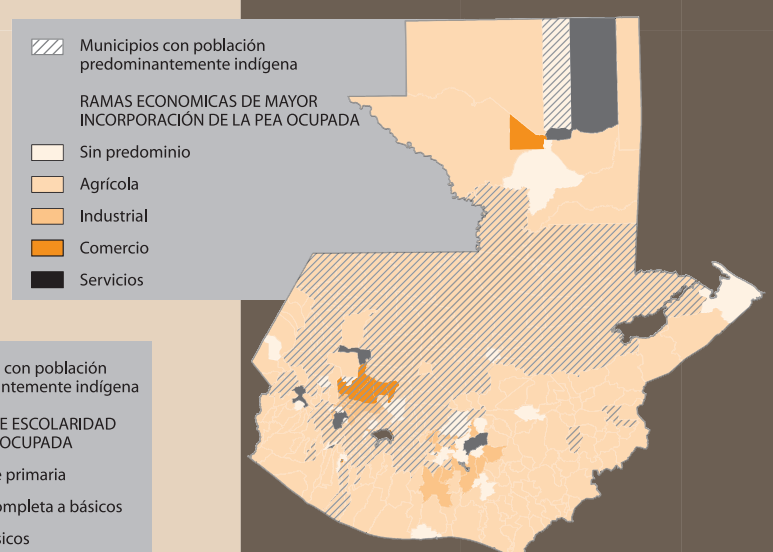 Municipios con población
predominantemente indígena
RAMAS ECONOMICAS DE MAYOR
INCORPORACIÓN DE LA PEA OCUPADA
Sin predominio
Agrícola
Industrial
Comercio
Servicios
con población
ntemente indígena
E ESCOLARIDAD
OCUPADA
e primaria
ompleta a básicos
sicos